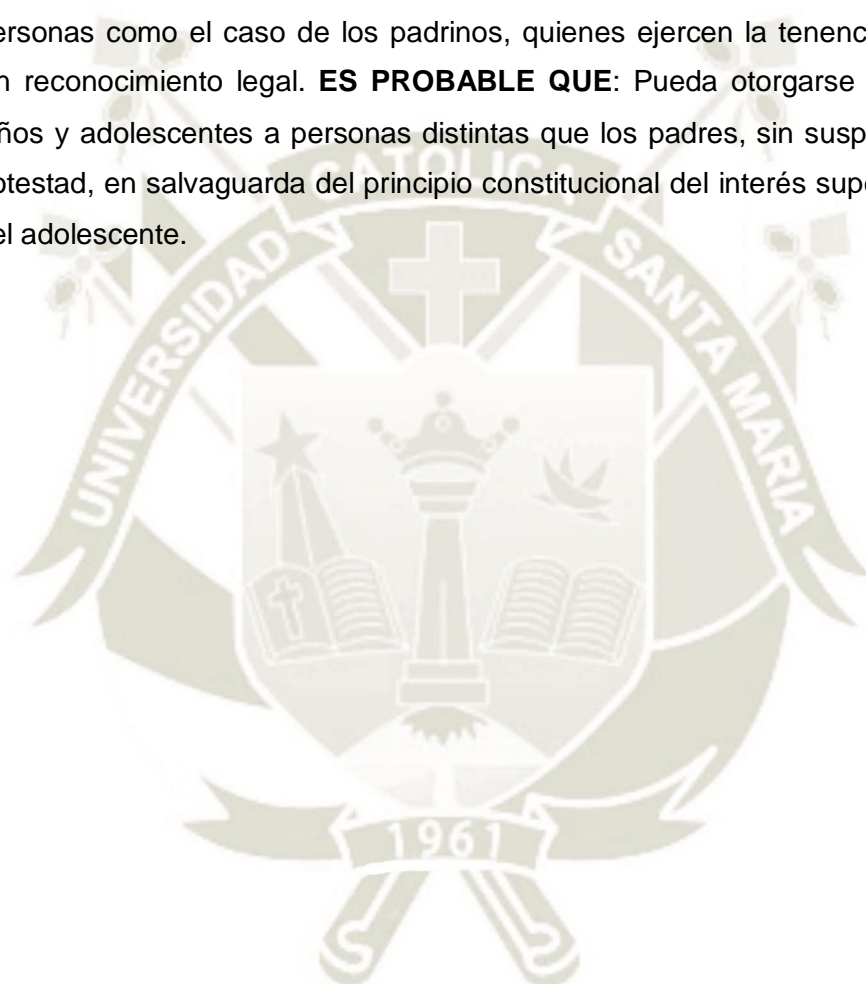 ersonas como el caso de los padrinos, quienes ejercen la tenenc
n reconocimiento legal. ES PROBABLE QUE: Pueda otorgarse
ños y adolescentes a personas distintas que los padres, sin susp
otestad, en salvaguarda del principio constitucional del interés supe
el adolescente.
UNIVERSIDAD CATOLICA SANTA MARIA
1961